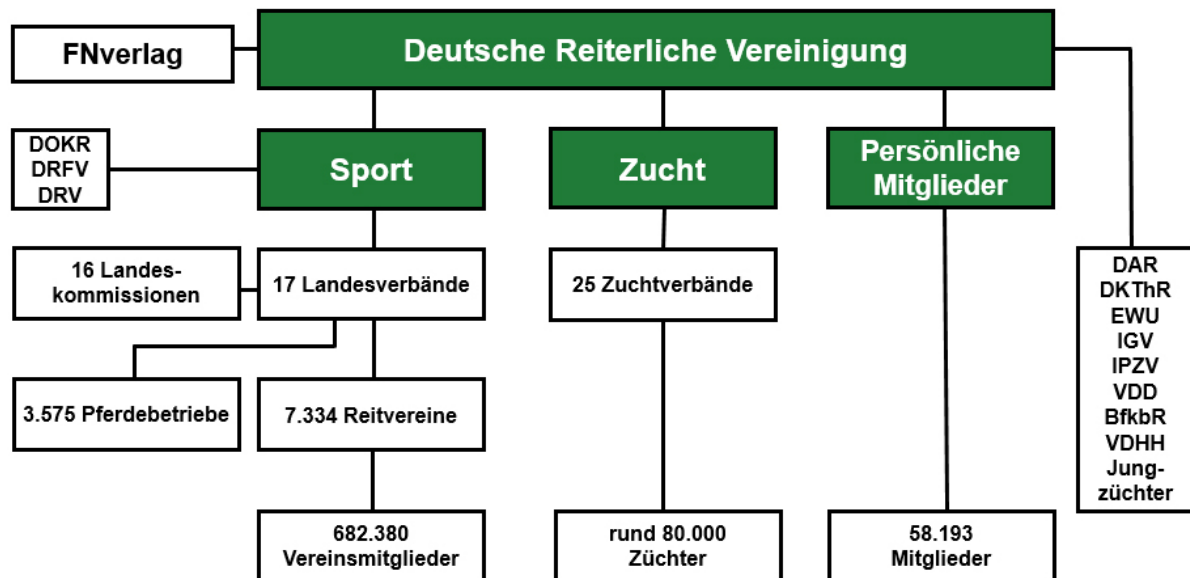 FNverlag
Deutsche Reiterliche Vereinigung
DOKR
DRFV
DRV
Sport
Zucht
Persönliche
Mitglieder
16 Landes-
kommissionen
17 Landesverbände
25 Zuchtverbände
DAR
DKThR
EWU
IGV
IPZV
VDD
BfkbR
VDHH
Jung-
züchter
3.575 Pferdebetriebe
7.334 Reitvereine
682.380
Vereinsmitglieder
rund 80.000
Züchter
58.193
Mitglieder